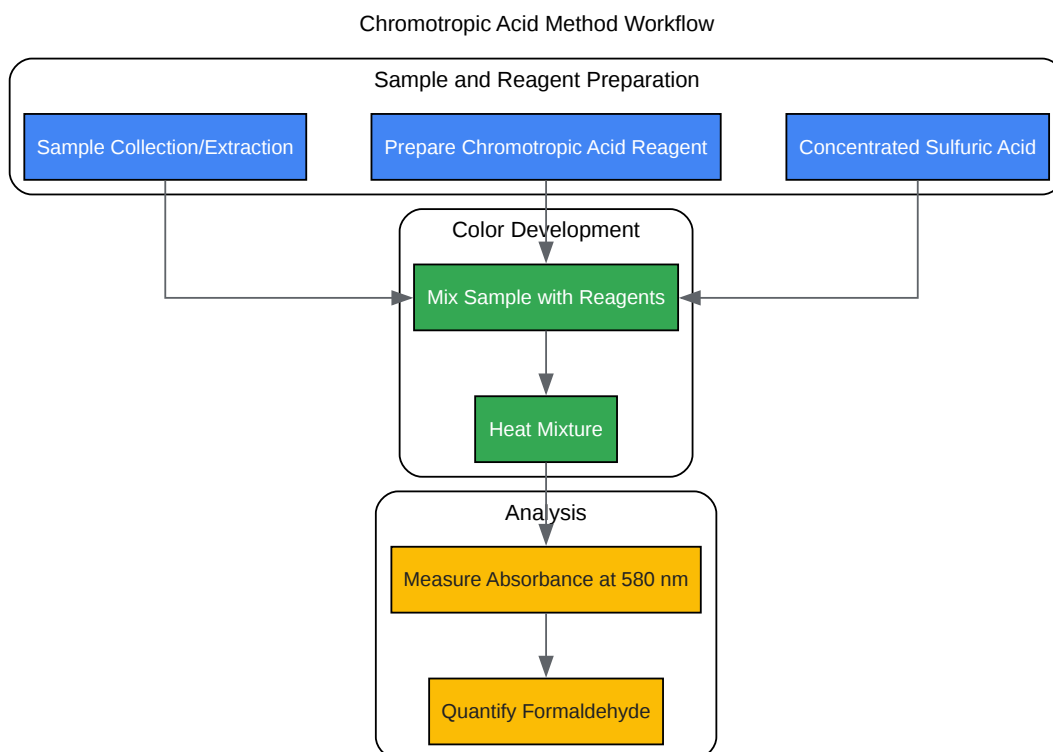 Chromotropic Acid Method Workflow
Sample and Reagent Preparation
Sample Collection/Extraction
Prepare Chromotropic Acid Reagent
Concentrated Sulfuric Acid
Color Development
Mix Sample with Reagents
Heat Mixture
Analysis
Measure Absorbance at 580 nm
Quantify Formaldehyde